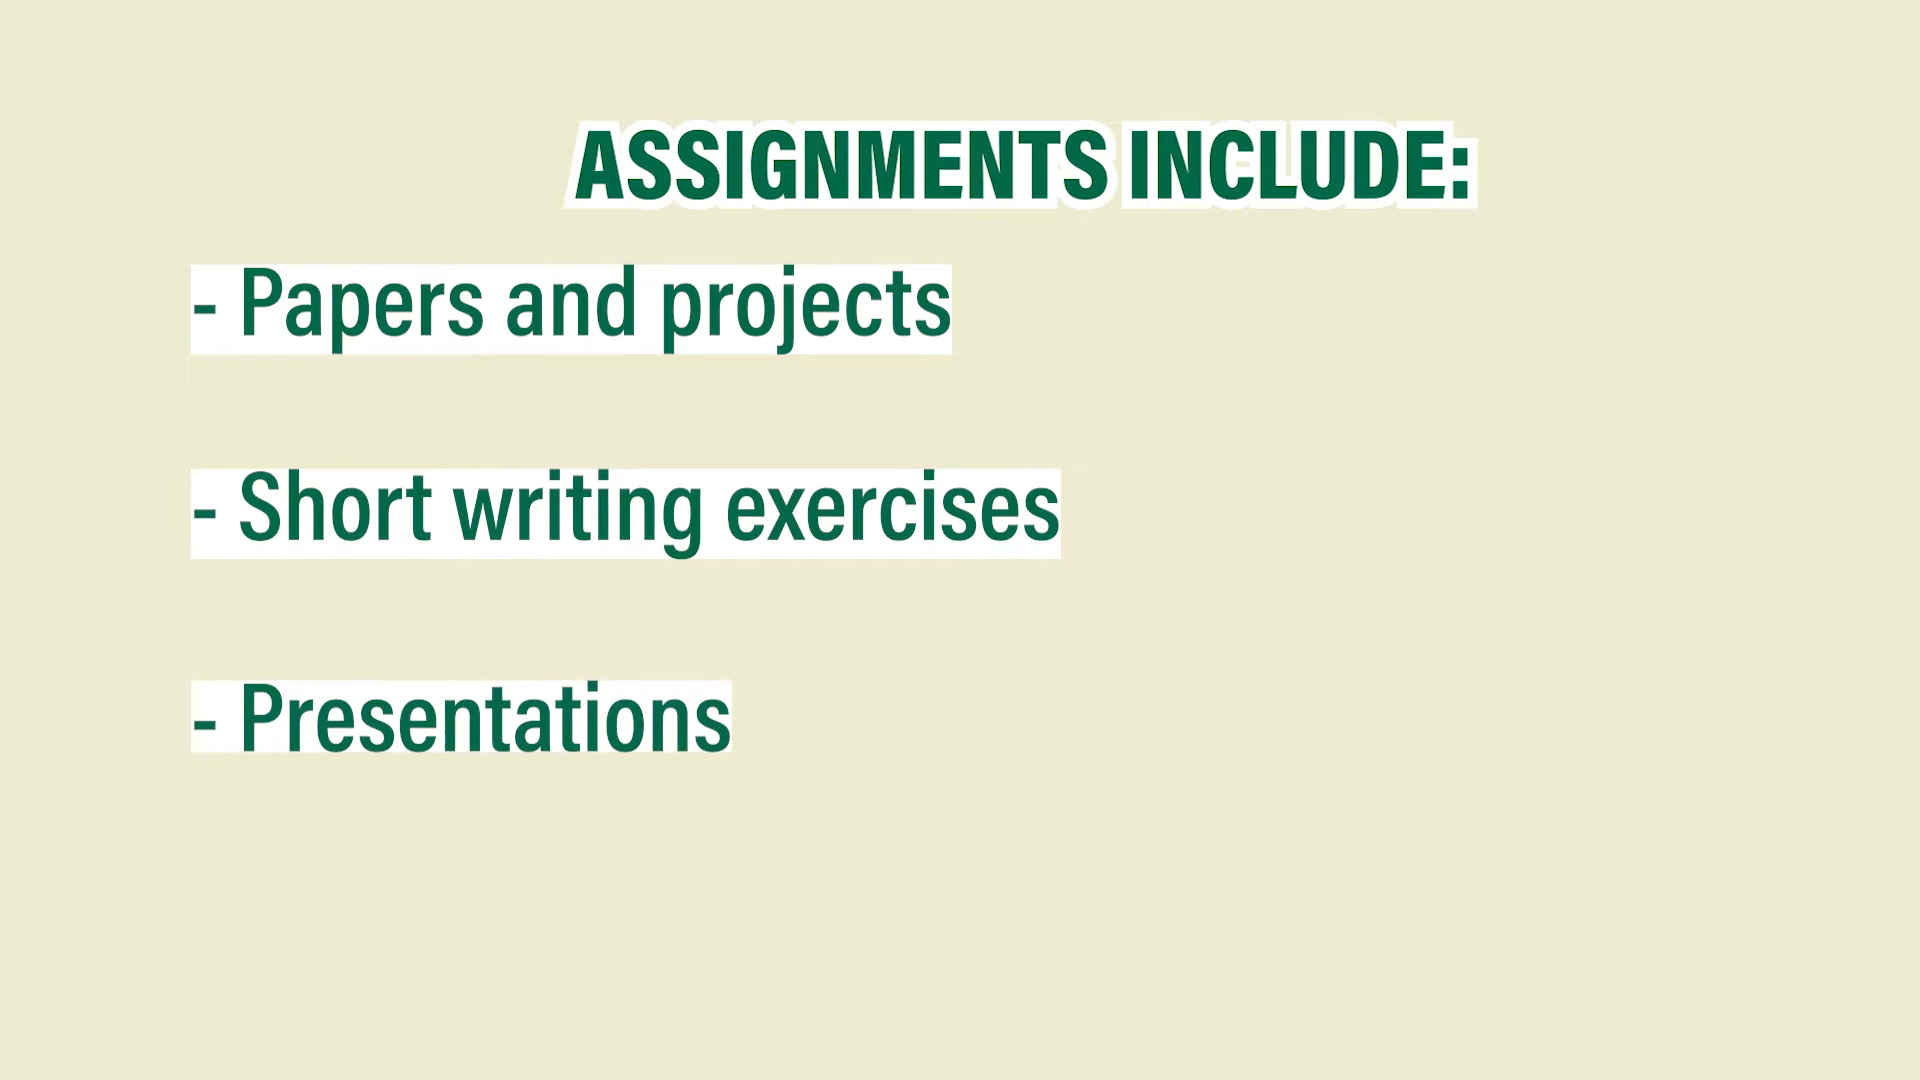 ASSIGNMENTS INCLUDE:
- Papers and projects
- Short writing exercises
- Presentations